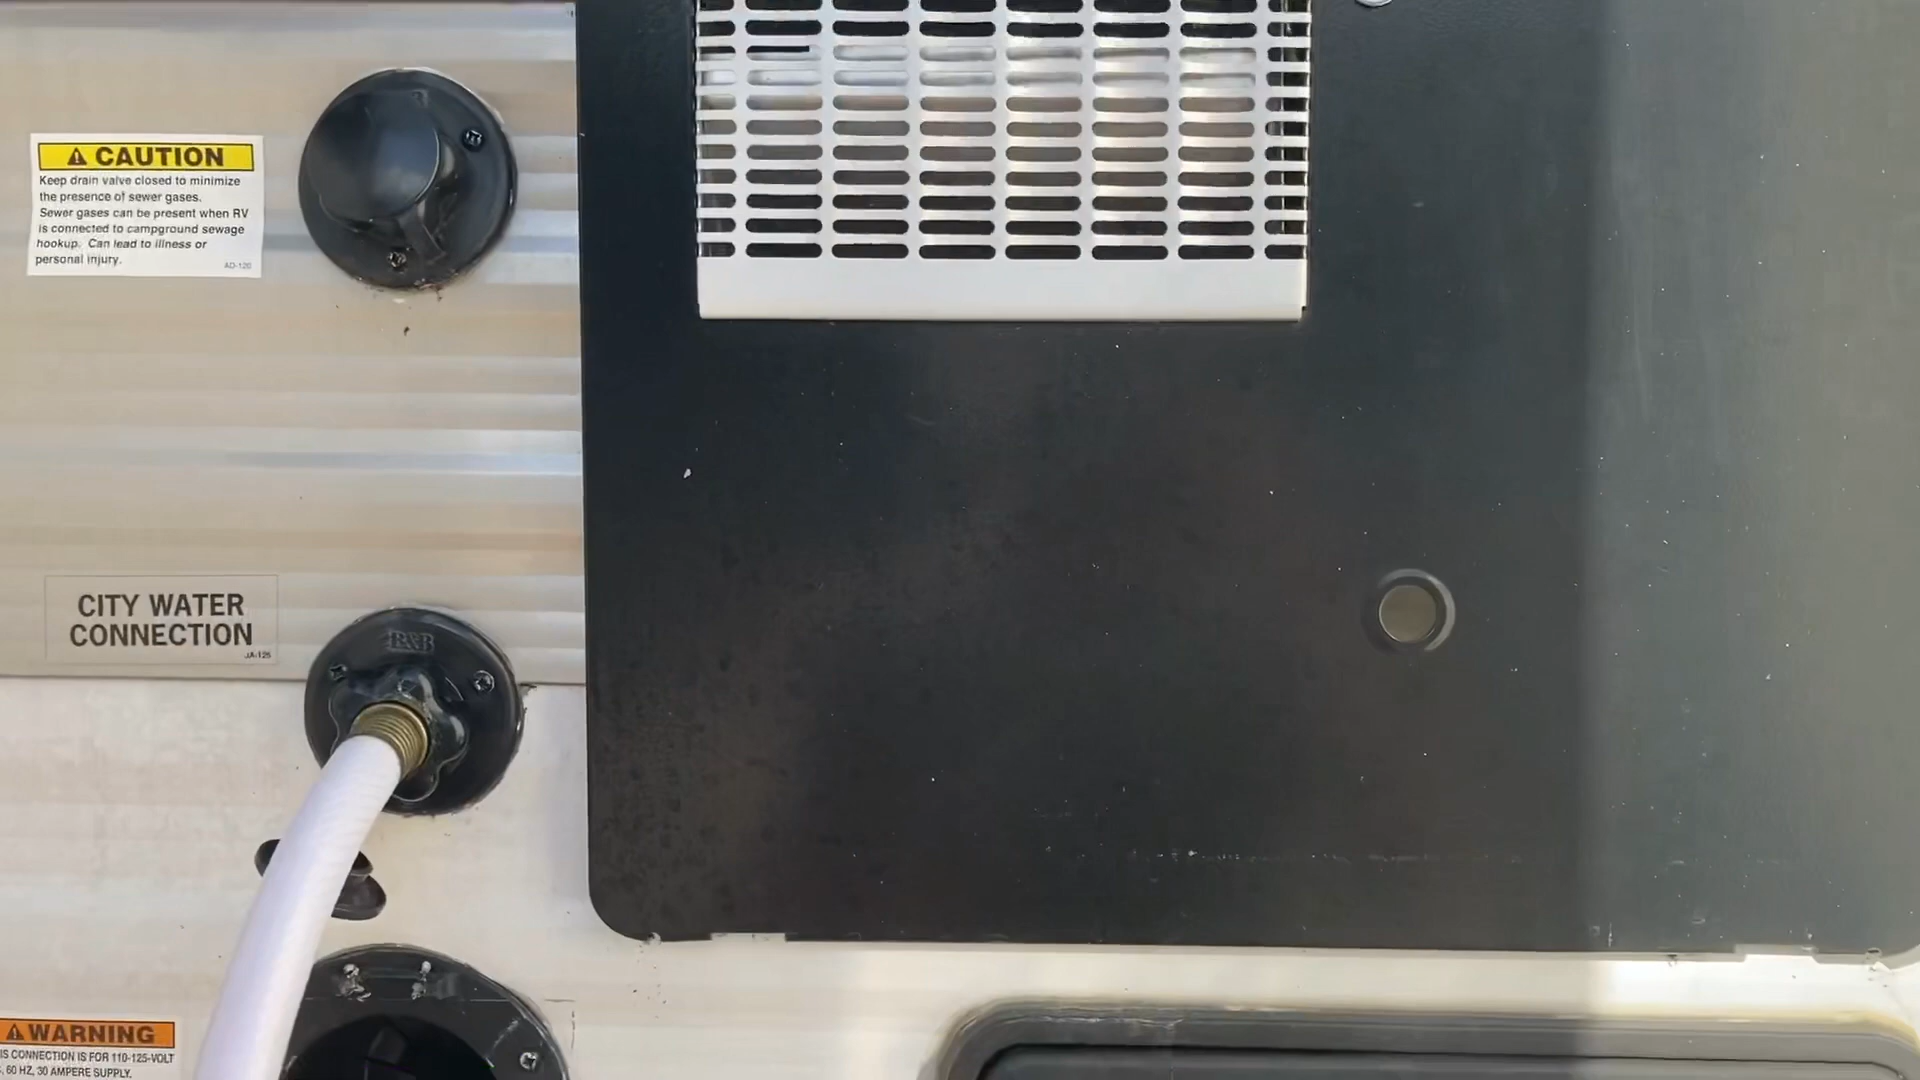 CAUTION
Keep drain valve closed to minimize
the presence of sewer gases.
Sewer gases can be present when RV
is connected to campground sewage
hookup. Can lead to illness or
personal injury.
AD-120
CITY WATER
CONNECTION
JA-125
B&B
WARNING
IS CONNECTION IS FOR 110-125-VOLT
, 60 HZ, 30 AMPERE SUPPLY.